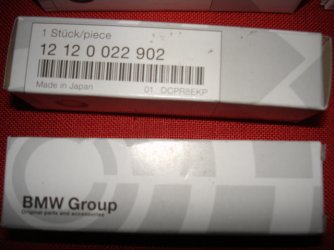 1 Stück/piece
12 12 0 022 902
Made in Japan
01 DCPR8EKP
BMW Group
Original parts and accessories